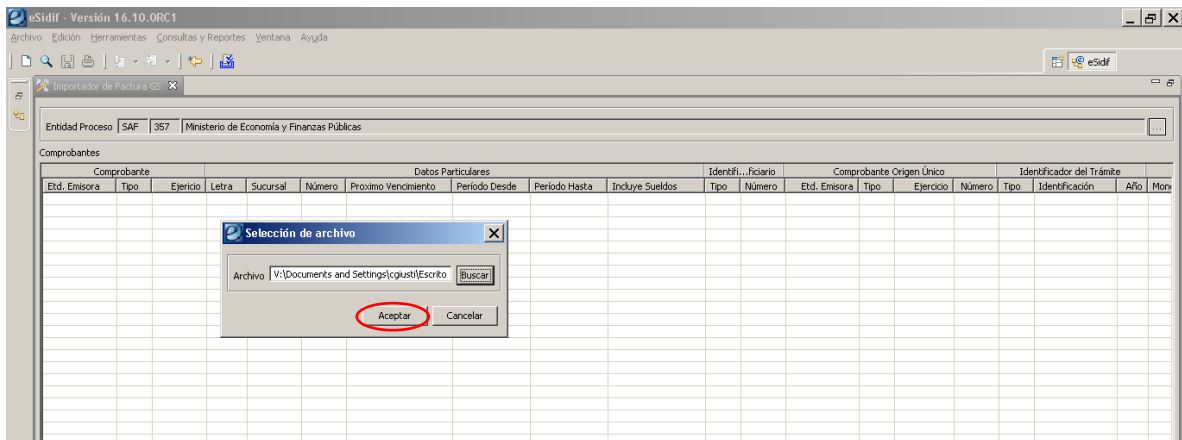 eSidif - Versión 16.10.0RC1
Archivo Edición Herramientas Consultas y Reportes Ventana Ayuda
eSidif
Importador de Factura GS
Entidad Proceso SAF 357 Ministerio de Economía y Finanzas Públicas ...
Comprobantes
Comprobante Datos Particulares Identifi...ficiario Comprobante Origen Único Identificador del Trámite
Etd. Emisora Tipo Ejericio Letra Sucursal Número Proximo Vencimiento Período Desde Período Hasta Incluye Sueldos Tipo Número Etd. Emisora Tipo Ejercicio Número Tipo Identificación Año Mon
Selección de archivo
Archivo V:\Documents and Settings\cgiusti\Escrito Buscar
Aceptar Cancelar